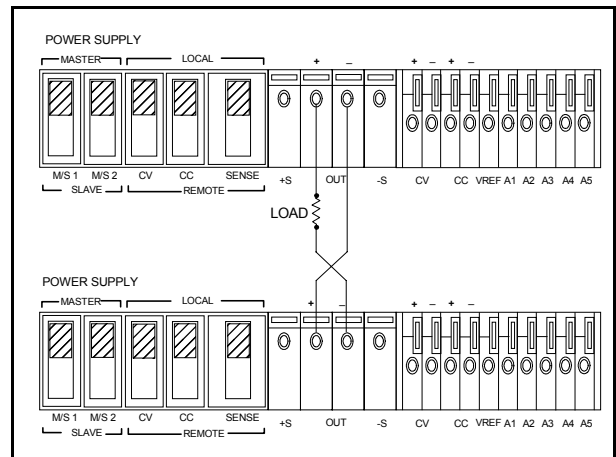 POWER SUPPLY
MASTER LOCAL
+ – + – + –
M/S 1 M/S 2 CV CC SENSE +S OUT -S CV CC VREF A1 A2 A3 A4 A5
SLAVE REMOTE
LOAD
POWER SUPPLY
MASTER LOCAL
+ – + – + –
M/S 1 M/S 2 CV CC SENSE +S OUT -S CV CC VREF A1 A2 A3 A4 A5
SLAVE REMOTE